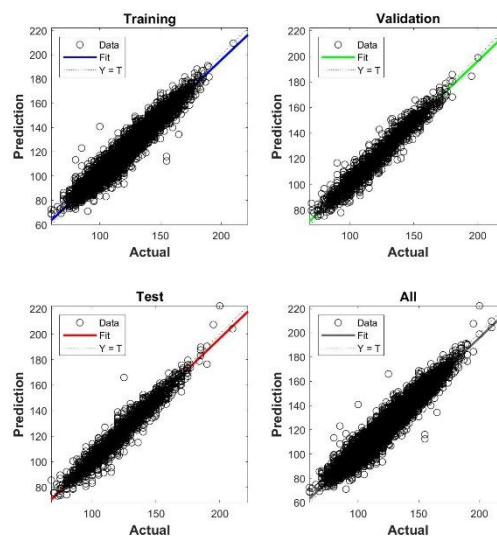 Training
220
200
180
160
140
120
100
80
60
Data
Fit
Y = T
Prediction
100
150
200
Actual
Validation
220
200
180
160
140
120
100
80
Data
Fit
Y = T
Prediction
100
150
200
Actual
Test
220
200
180
160
140
120
100
80
Data
Fit
Y = T
Prediction
100
150
200
Actual
All
220
200
180
160
140
120
100
80
60
Data
Fit
Y = T
Prediction
100
150
200
Actual